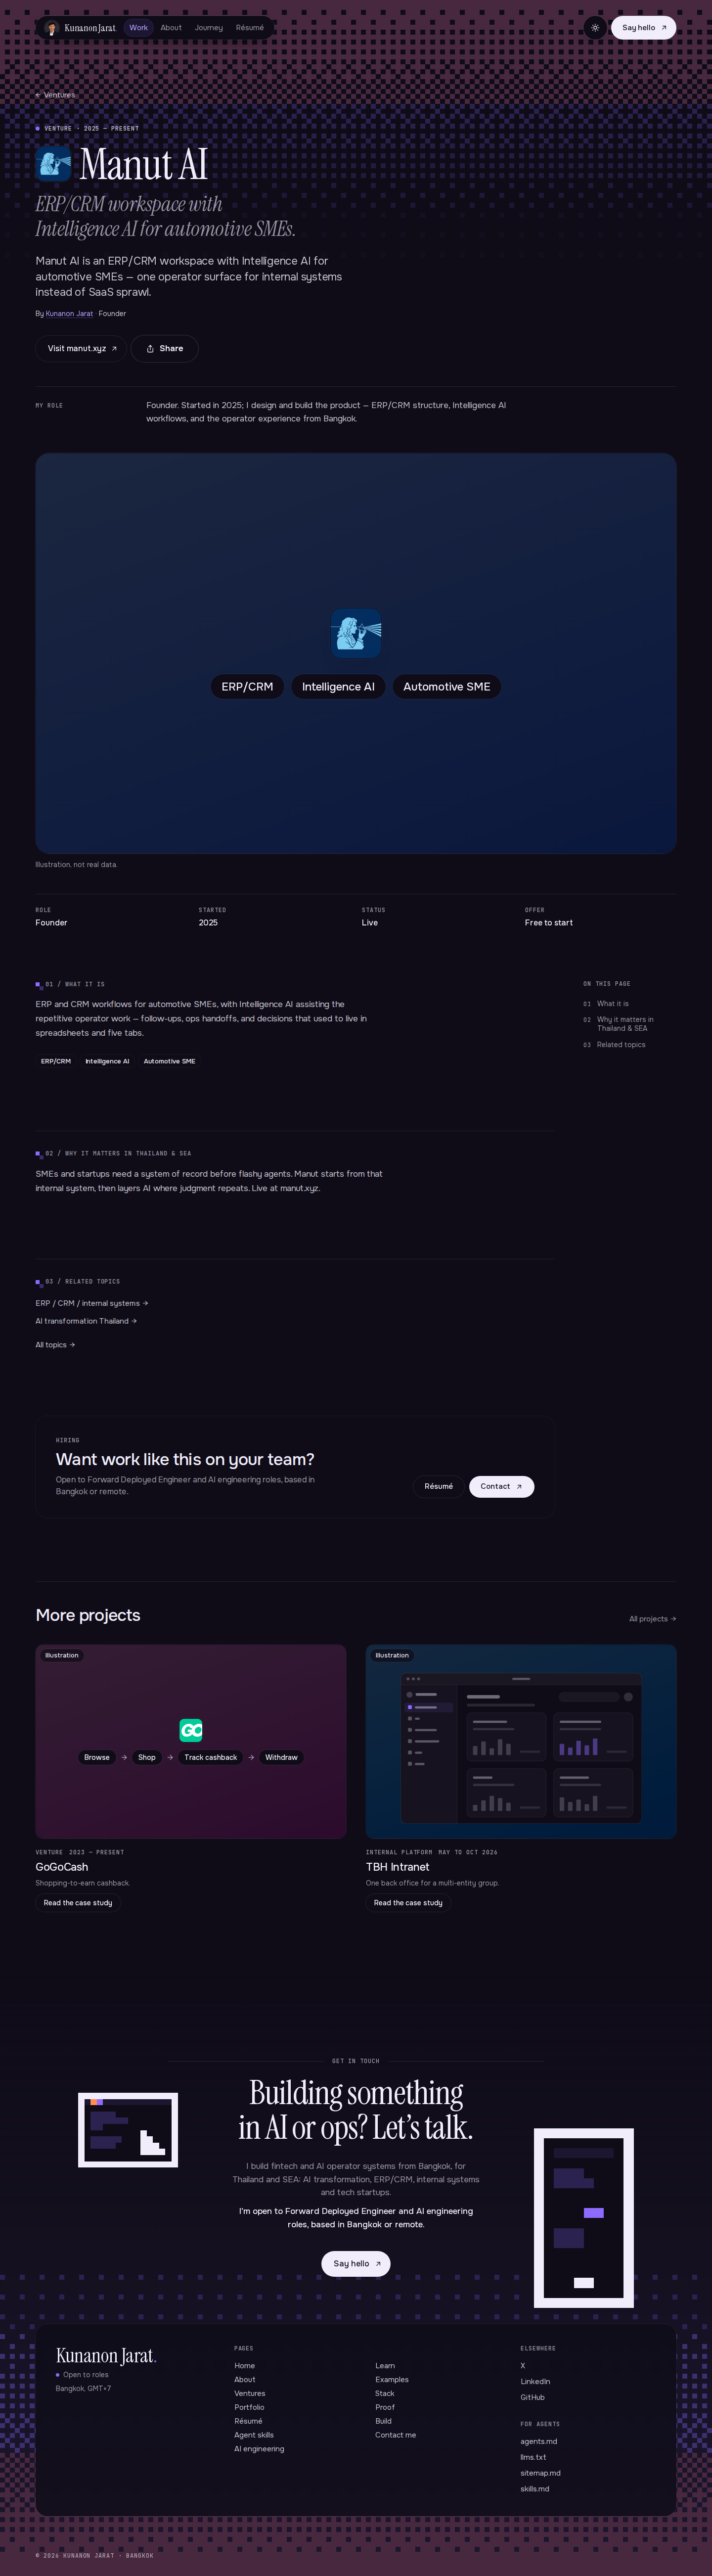 Kunanon Jarat.
Work
About
Journey
Résumé
Say hello ↗
← Ventures
VENTURE · 2025 — PRESENT
Manut AI
ERP/CRM workspace with
Intelligence AI for automotive SMEs.
Manut AI is an ERP/CRM workspace with Intelligence AI for
automotive SMEs — one operator surface for internal systems
instead of SaaS sprawl.
By Kunanon Jarat · Founder
Visit manut.xyz ↗
Share
MY ROLE
Founder. Started in 2025; I design and build the product — ERP/CRM structure, Intelligence AI
workflows, and the operator experience from Bangkok.
ERP/CRM
Intelligence AI
Automotive SME
Illustration, not real data.
ROLE
Founder
STARTED
2025
STATUS
Live
OFFER
Free to start
01 / WHAT IT IS
ERP and CRM workflows for automotive SMEs, with Intelligence AI assisting the
repetitive operator work — follow-ups, ops handoffs, and decisions that used to live in
spreadsheets and five tabs.
ERP/CRM
Intelligence AI
Automotive SME
ON THIS PAGE
01 What it is
02 Why it matters in
Thailand & SEA
03 Related topics
02 / WHY IT MATTERS IN THAILAND & SEA
SMEs and startups need a system of record before flashy agents. Manut starts from that
internal system, then layers AI where judgment repeats. Live at manut.xyz.
03 / RELATED TOPICS
ERP / CRM / internal systems →
AI transformation Thailand →
All topics →
HIRING
Want work like this on your team?
Open to Forward Deployed Engineer and AI engineering roles, based in
Bangkok or remote.
Résumé
Contact ↗
More projects
All projects →
Illustration
GO
Browse → Shop → Track cashback → Withdraw
VENTURE 2023 — PRESENT
GoGoCash
Shopping-to-earn cashback.
Read the case study
Illustration
INTERNAL PLATFORM MAY TO OCT 2026
TBH Intranet
One back office for a multi-entity group.
Read the case study
GET IN TOUCH
Building something
in AI or ops? Let's talk.
I build fintech and AI operator systems from Bangkok, for
Thailand and SEA: AI transformation, ERP/CRM, internal systems
and tech startups.
I'm open to Forward Deployed Engineer and AI engineering
roles, based in Bangkok or remote.
Say hello ↗
Kunanon Jarat.
Open to roles
Bangkok, GMT+7
PAGES
Home
About
Ventures
Portfolio
Résumé
Agent skills
AI engineering
Learn
Examples
Stack
Proof
Build
Contact me
ELSEWHERE
X
LinkedIn
GitHub
FOR AGENTS
agents.md
llms.txt
sitemap.md
skills.md
© 2026 KUNANON JARAT · BANGKOK